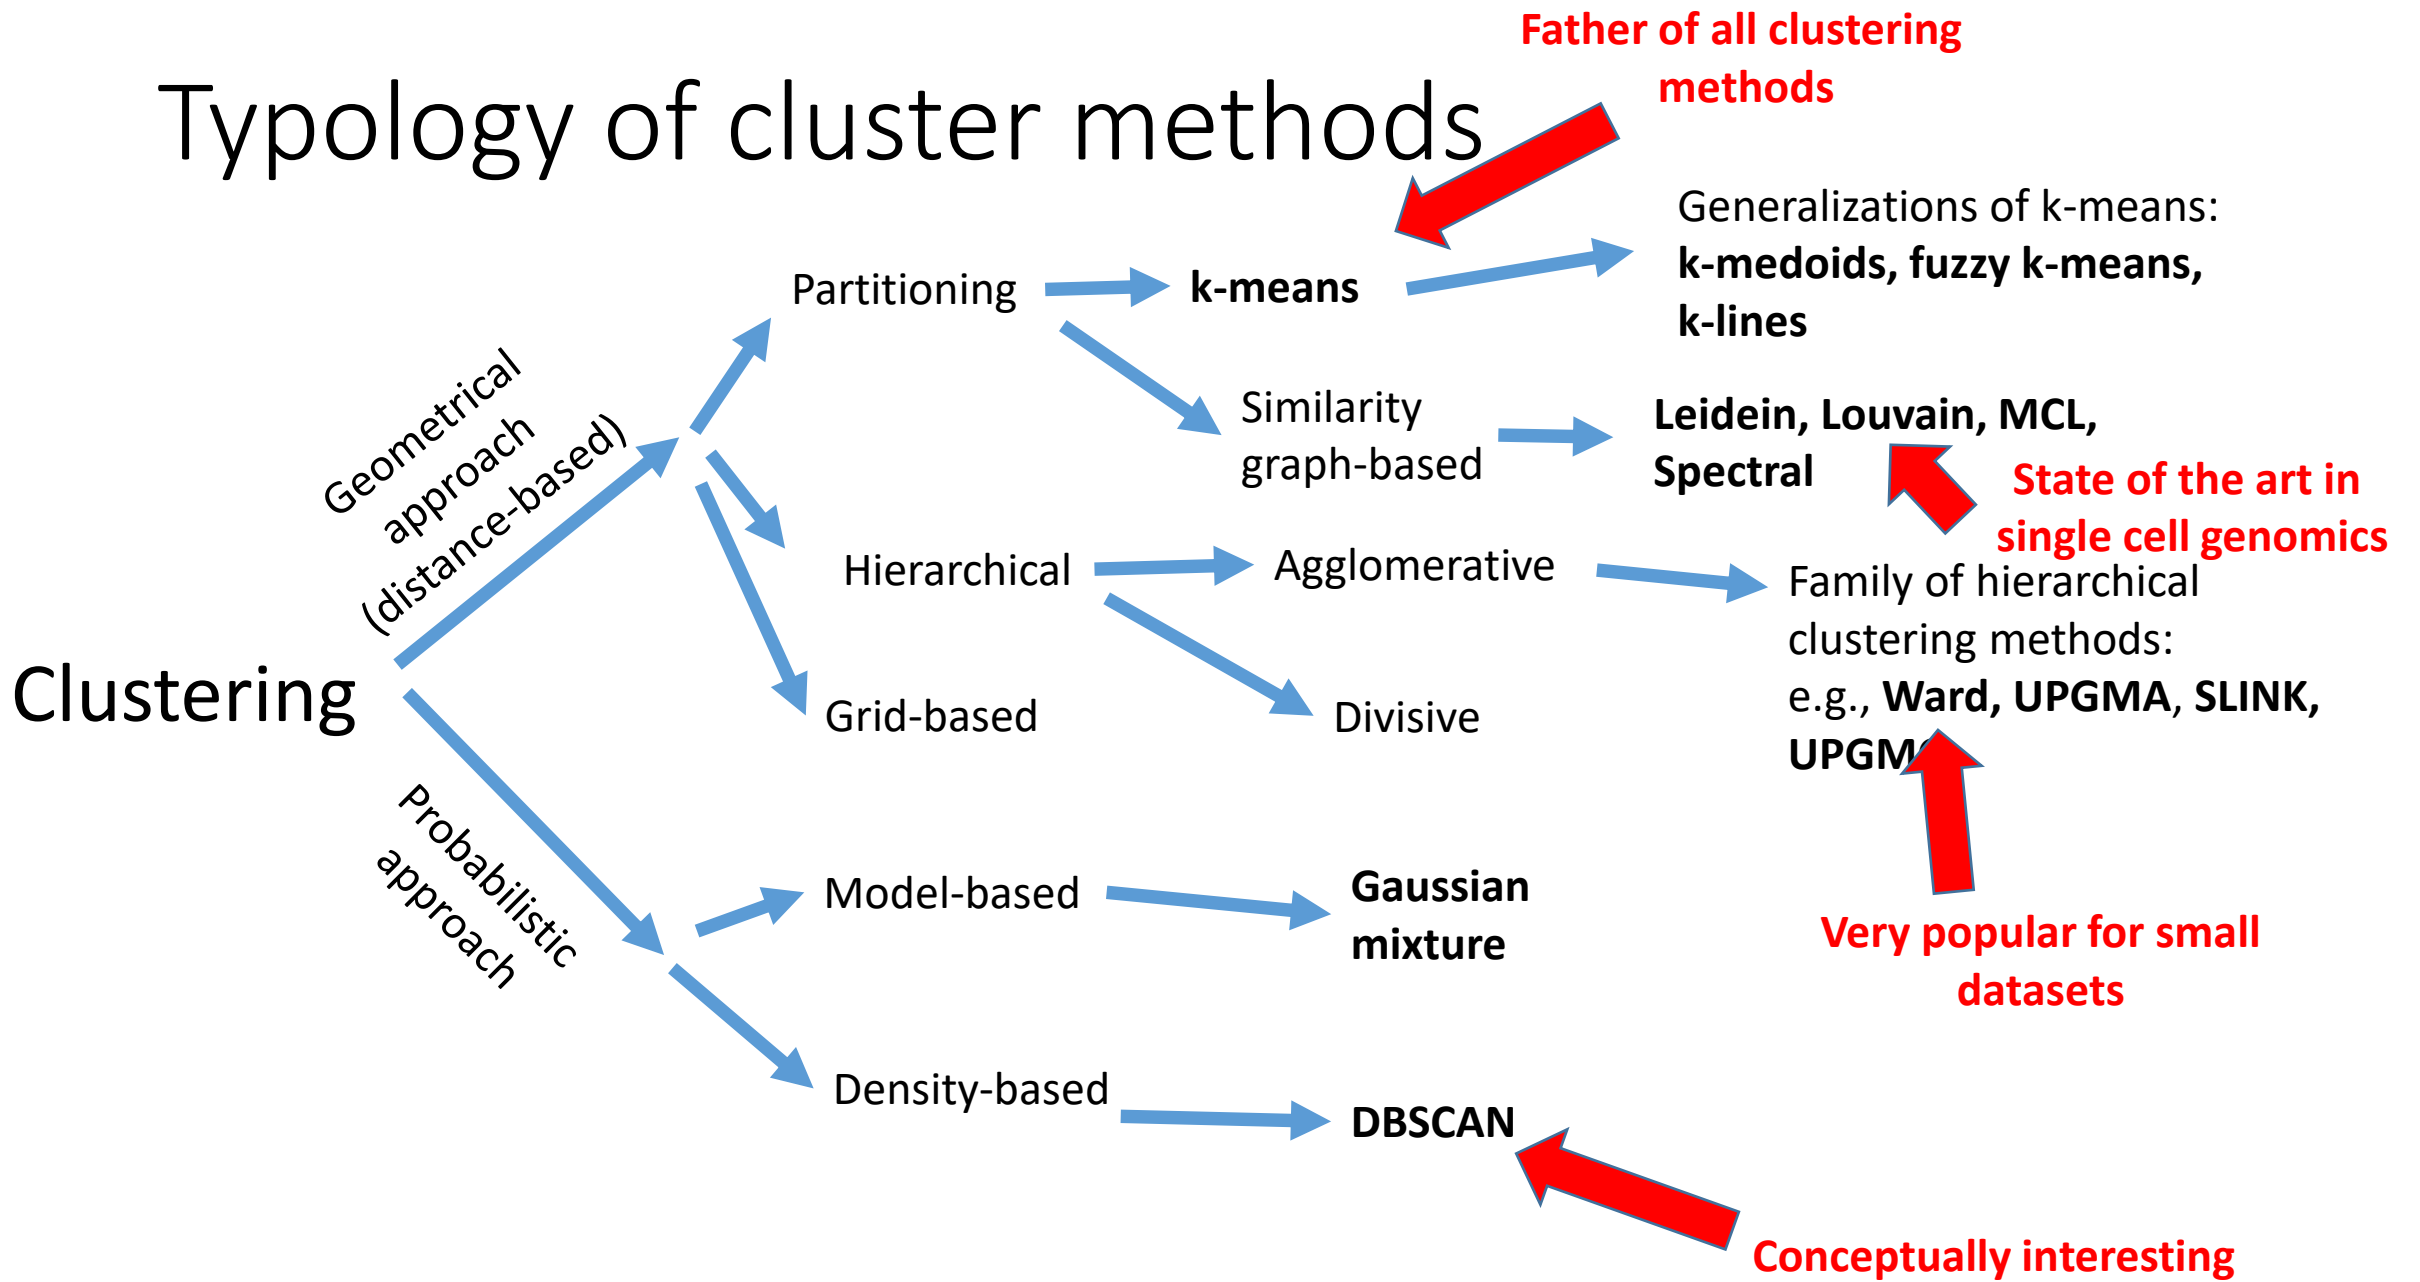 Father of all clustering
methods
Typology of cluster methods
Generalizations of k-means:
k-medoids, fuzzy k-means,
k-lines
Partitioning
k-means
Geometrical
approach
(distance-based)
Similarity
graph-based
Leidein, Louvain, MCL,
Spectral
State of the art in
single cell genomics
Hierarchical
Agglomerative
Family of hierarchical
clustering methods:
e.g., Ward, UPGMA, SLINK,
Clustering
Grid-based
Divisive
Probabilistic
approach
Model-based
Gaussian
mixture
Very popular for small
datasets
Density-based
DBSCAN
Conceptually interesting